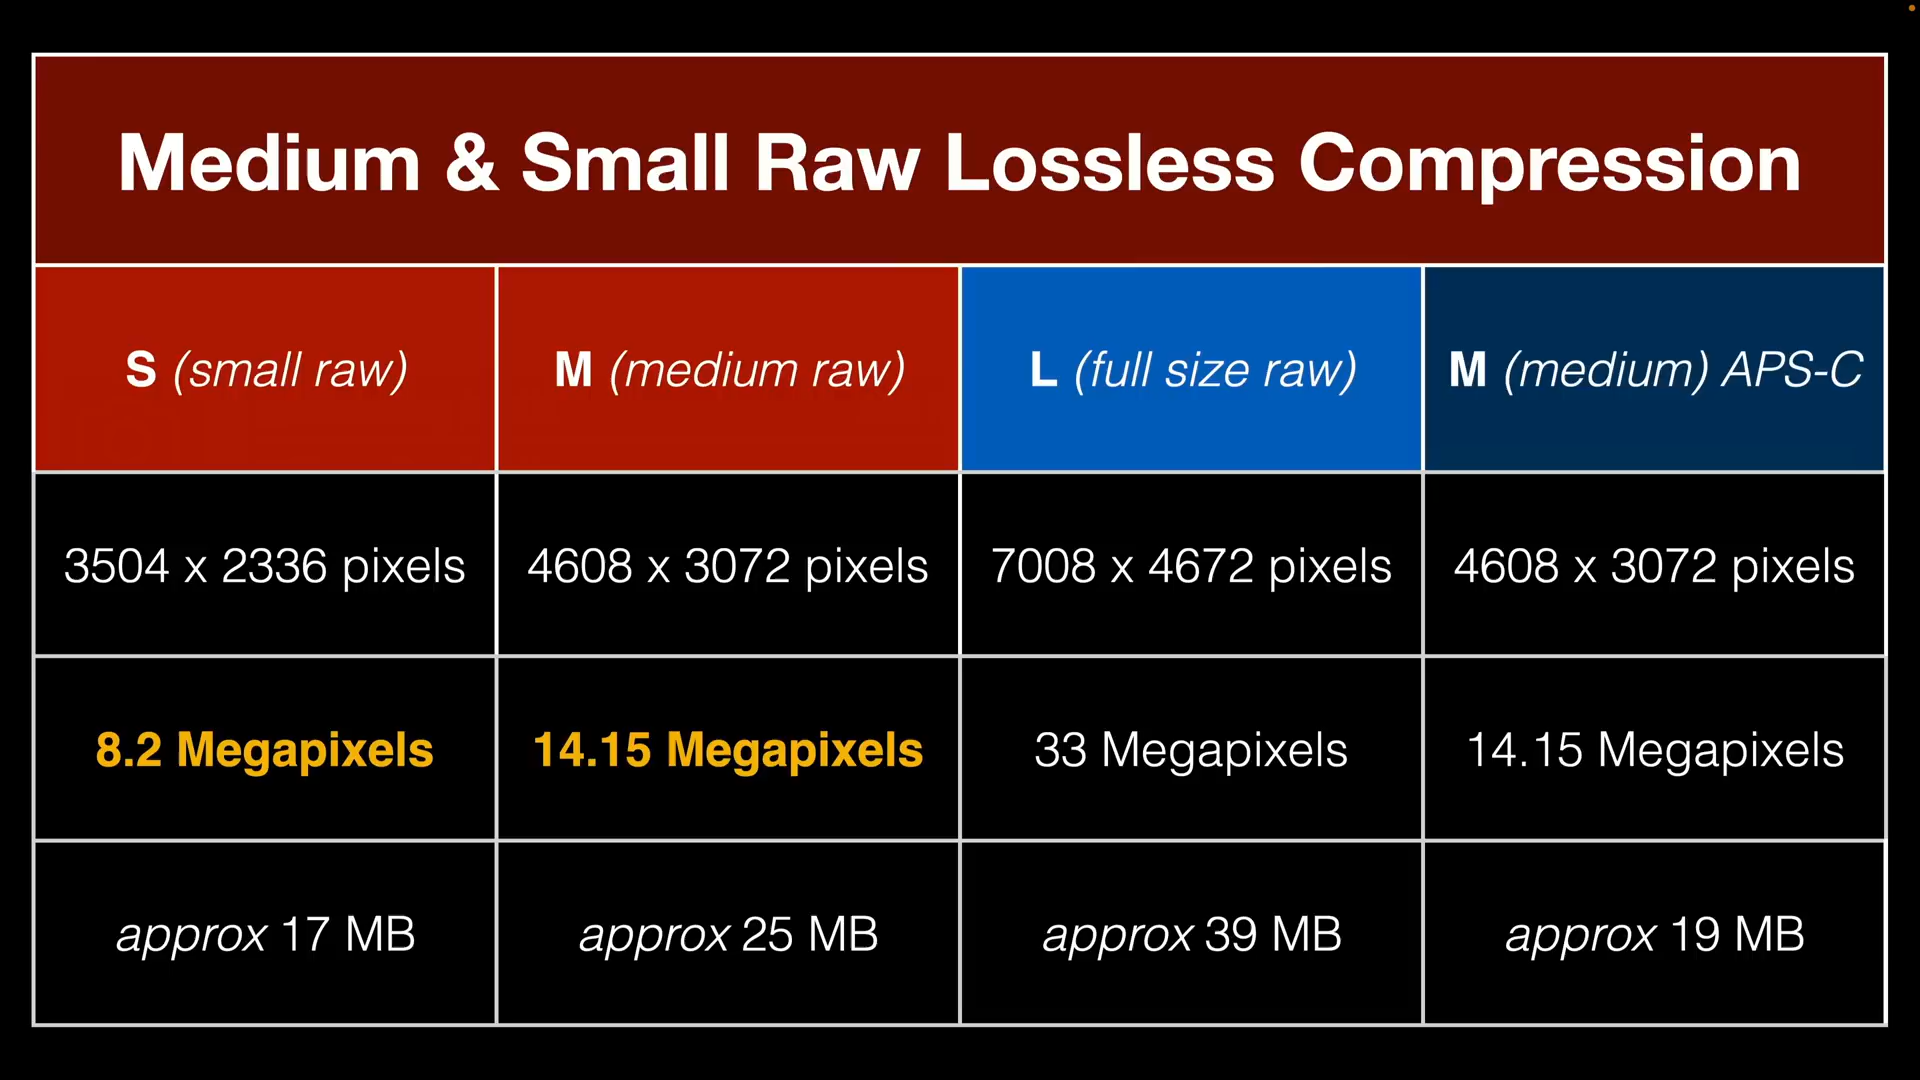 Medium & Small Raw Lossless Compression
S (small raw)
M (medium raw)
L (full size raw)
M (medium) APS-C
3504 x 2336 pixels
4608 x 3072 pixels
7008 x 4672 pixels
4608 x 3072 pixels
8.2 Megapixels
14.15 Megapixels
33 Megapixels
14.15 Megapixels
approx 17 MB
approx 25 MB
approx 39 MB
approx 19 MB